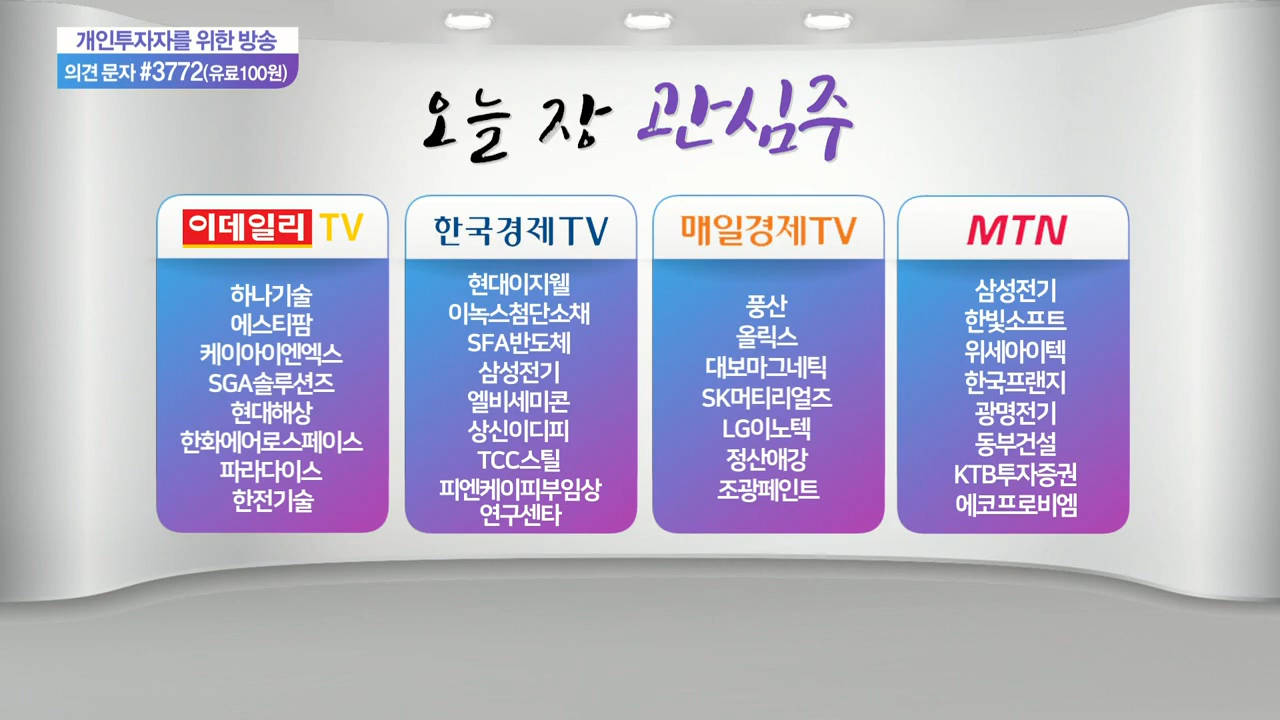 개인투자자를 위한 방송
의견 문자 #3772(유료100원)
오늘 장 관심주
이데일리 TV
하나기술
에스티팜
케이아이엔엑스
SGA솔루션즈
현대해상
한화에어로스페이스
파라다이스
한전기술
한국경제TV
현대이지웰
이녹스첨단소채
SFA반도체
삼성전기
엘비세미콘
상신이디피
TCC스틸
피엔케이피부임상
연구센타
매일경제TV
풍산
올릭스
대보마그네틱
SK머티리얼즈
LG이노텍
정산애강
조광페인트
MTN
삼성전기
한빛소프트
위세아이텍
한국프랜지
광명전기
동부건설
KTB투자증권
에코프로비엠